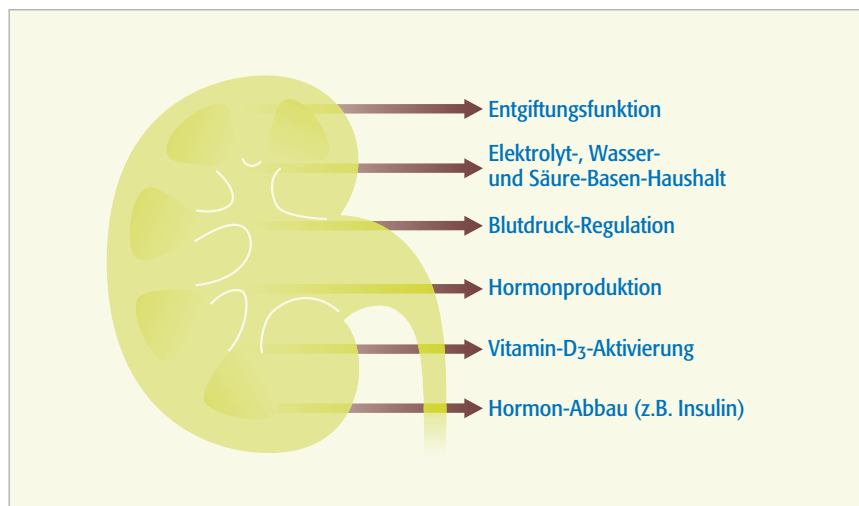 Entgiftungsfunktion
Elektrolyt-, Wasser-
und Säure-Basen-Haushalt
Blutdruck-Regulation
Hormonproduktion
Vitamin-D₃-Aktivierung
Hormon-Abbau (z.B. Insulin)